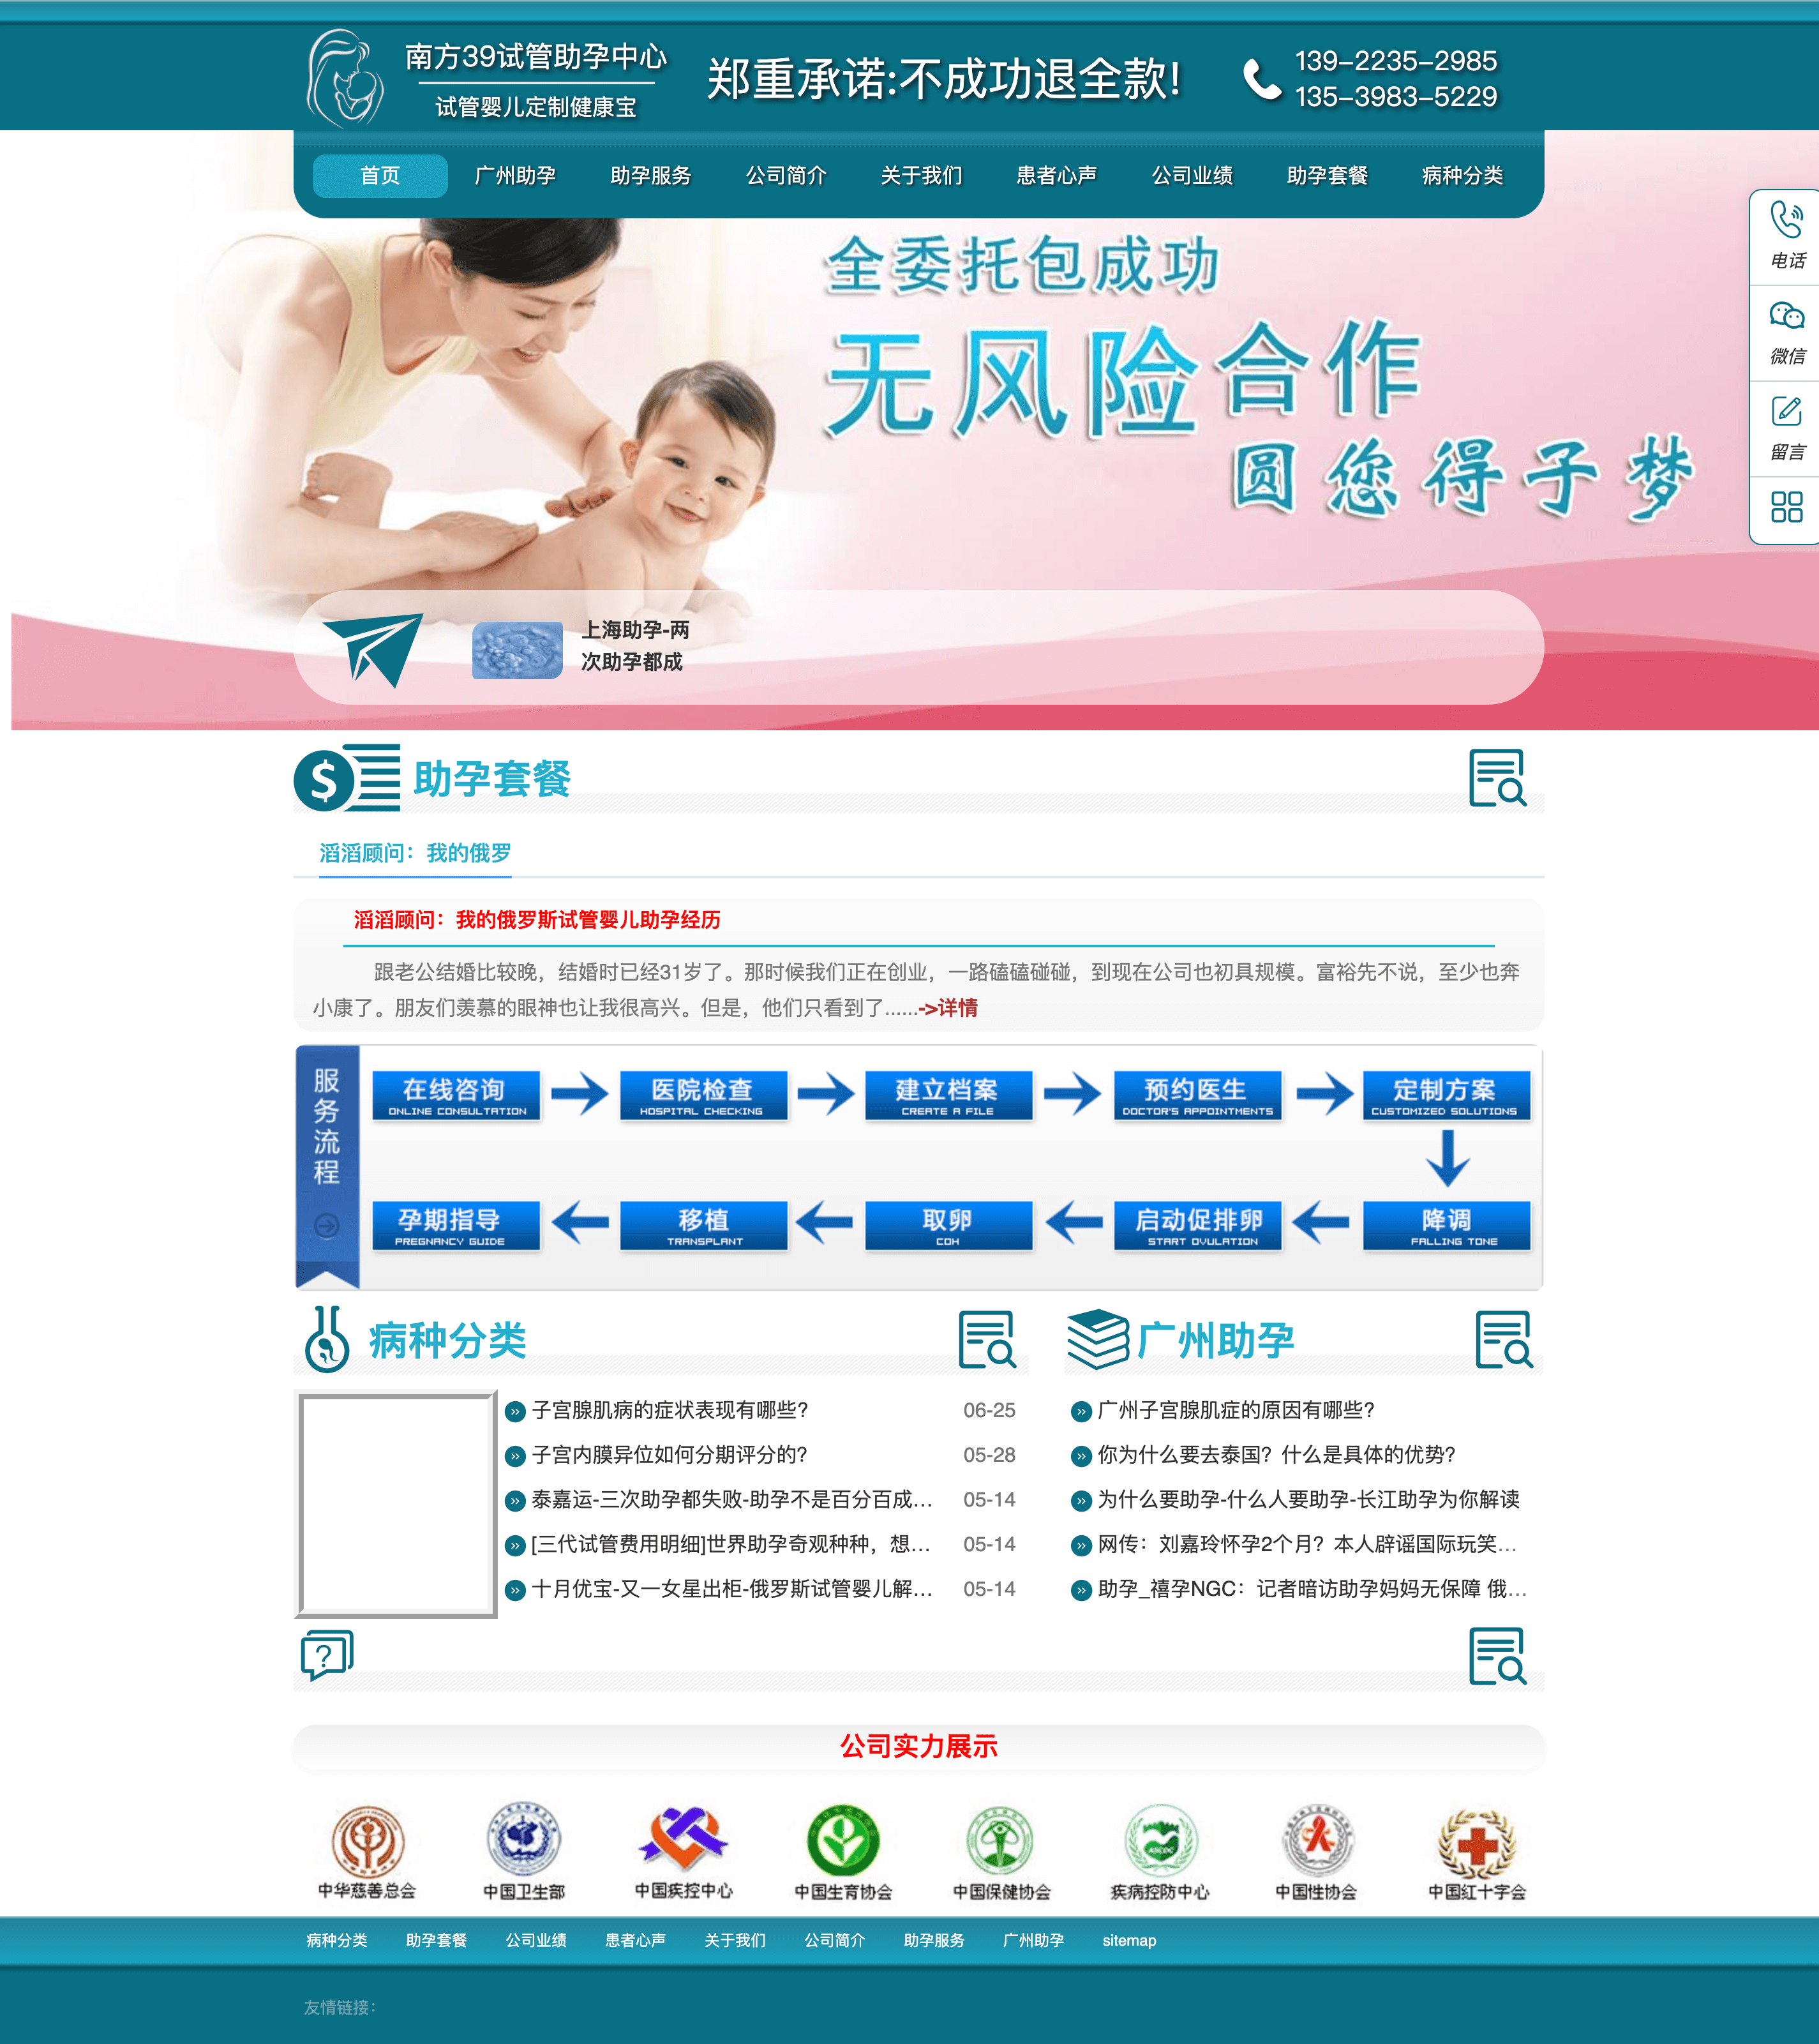 南方39试管助孕中心
试管婴儿定制健康宝
郑重承诺:不成功退全款!
139-2235-2985
135-3983-5229
首页 广州助孕 助孕服务 公司简介 关于我们 患者心声 公司业绩 助孕套餐 病种分类
全委托包成功
无风险合作
圆您得子梦
电话
微信
留言
上海助孕-两
次助孕都成
助孕套餐
滔滔顾问：我的俄罗
滔滔顾问：我的俄罗斯试管婴儿助孕经历
跟老公结婚比较晚，结婚时已经31岁了。那时候我们正在创业，一路磕磕碰碰，到现在公司也初具规模。富裕先不说，至少也奔
小康了。朋友们羡慕的眼神也让我很高兴。但是，他们只看到了......->详情
服务流程
在线咨询 医院检查 建立档案 预约医生 定制方案
ONLINE CONSULTATION HOSPITAL CHECKING CREATE A FILE DOCTOR'S APPOINTMENTS CUSTOMIZED SOLUTIONS
孕期指导 移植 取卵 启动促排卵 降调
PREGNANCY GUIDE TRANSPLANT COH START OVULATION FALLING TONE
病种分类
子宫腺肌病的症状表现有哪些? 06-25
子宫内膜异位如何分期评分的? 05-28
泰嘉运-三次助孕都失败-助孕不是百分百成... 05-14
[三代试管费用明细]世界助孕奇观种种，想... 05-14
十月优宝-又一女星出柜-俄罗斯试管婴儿解... 05-14
广州助孕
广州子宫腺肌症的原因有哪些?
你为什么要去泰国？什么是具体的优势?
为什么要助孕-什么人要助孕-长江助孕为你解读
网传：刘嘉玲怀孕2个月？本人辟谣国际玩笑...
助孕_禧孕NGC：记者暗访助孕妈妈无保障 俄...
公司实力展示
中华慈善总会 中国卫生部 中国疾控中心 中国生育协会 中国保健协会 疾病控防中心 中国性协会 中国红十字会
病种分类 助孕套餐 公司业绩 患者心声 关于我们 公司简介 助孕服务 广州助孕 sitemap
友情链接：